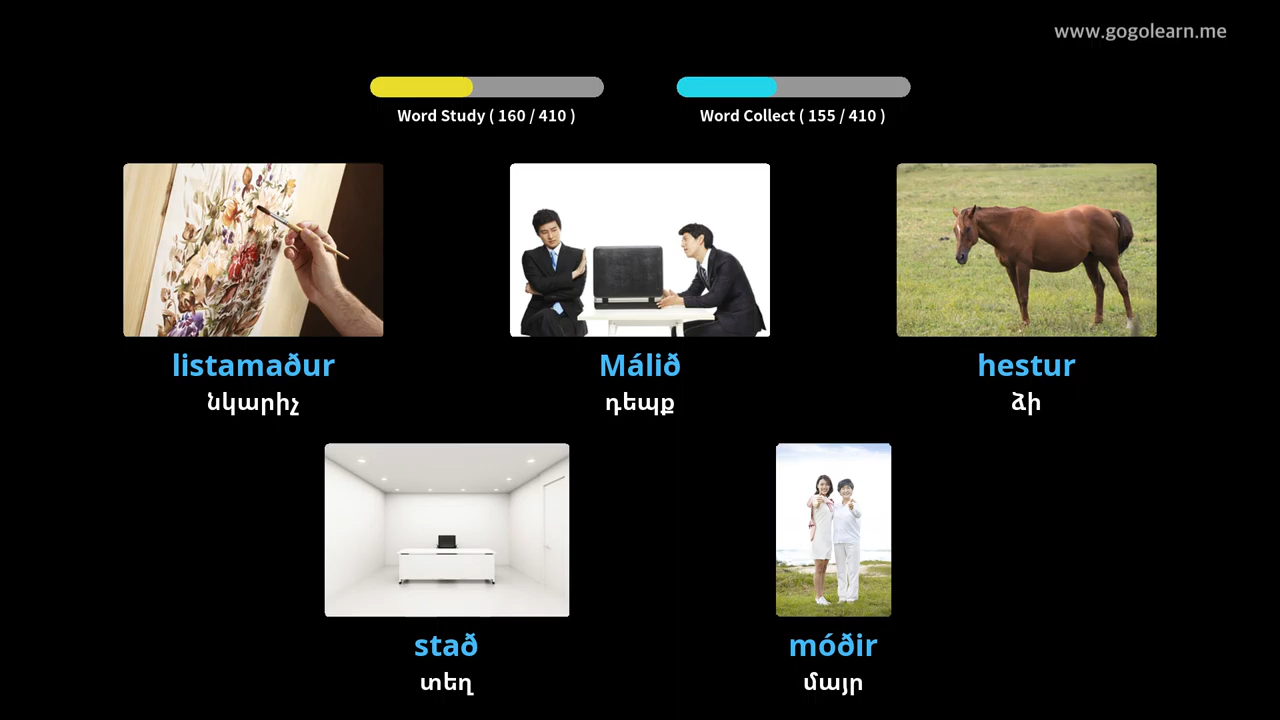 www.gogolearn.me
Word Study ( 160 / 410 )
Word Collect ( 155 / 410 )
listamaður
նկարիչ
Málið
դեպք
hestur
ձի
stað
տեղ
móðir
մայր